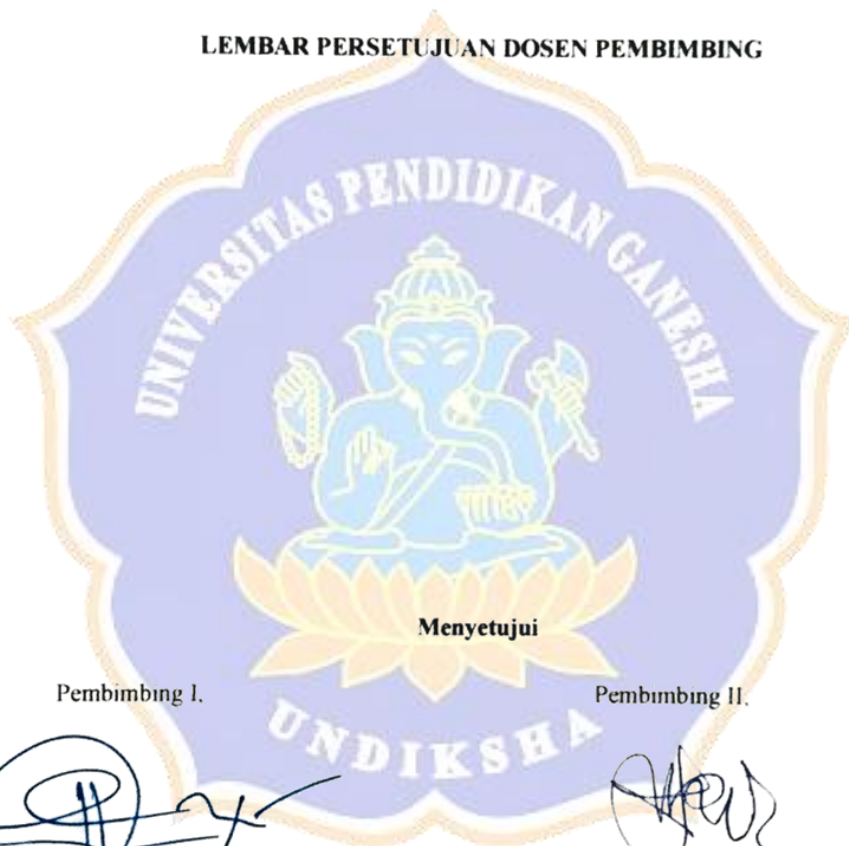 LEMBAR PERSETUJUAN DOSEN PEMBIMBING
UNIVERSITAS PENDIDIKAN GANESHA
Menyetujui
Pembimbing I,
Pembimbing II,
UNDIKSHA